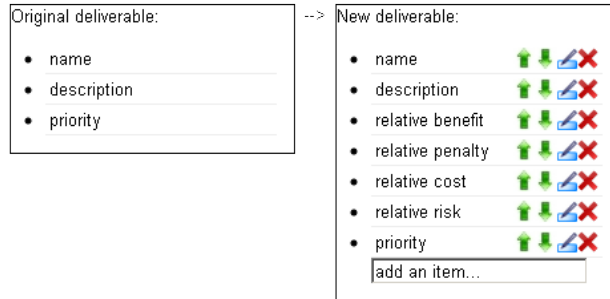 Original deliverable:
name
description
priority
-->
New deliverable:
name
description
relative benefit
relative penalty
relative cost
relative risk
priority
add an item...